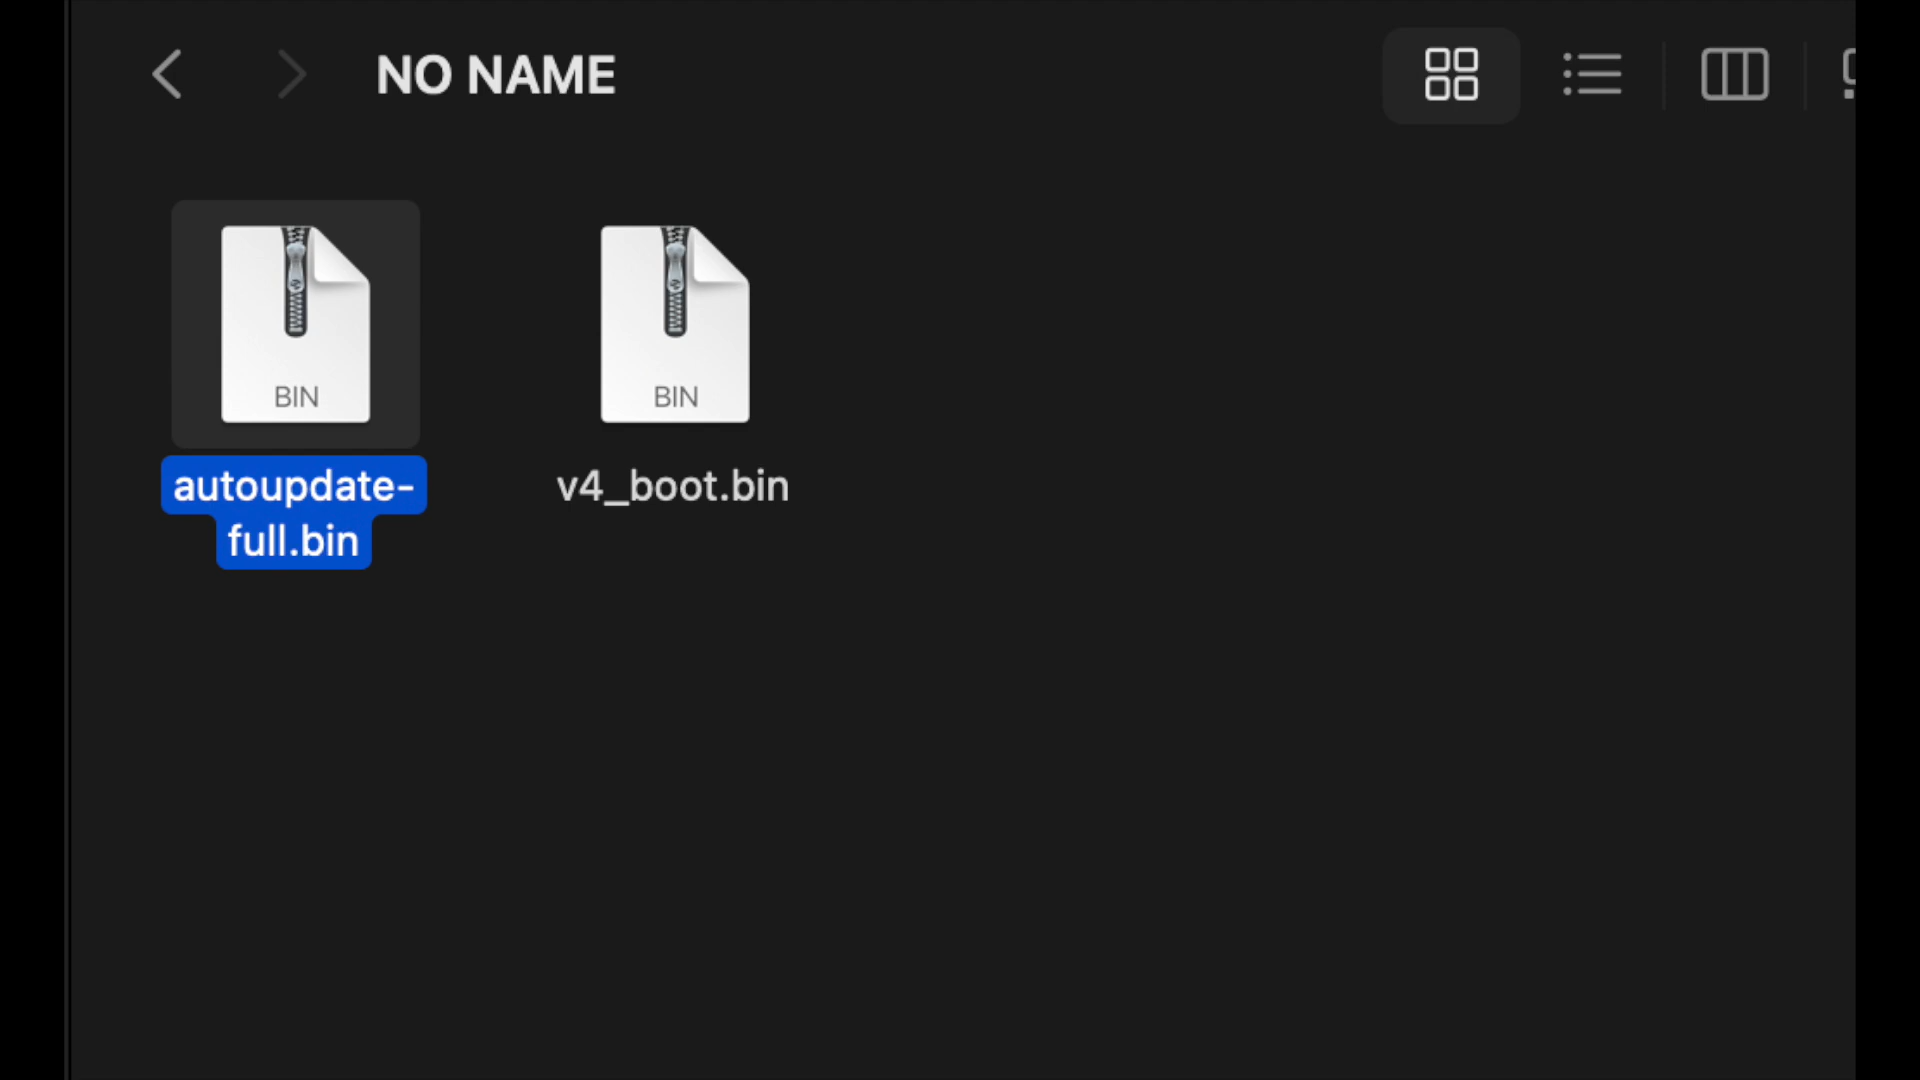 NO NAME
BIN
BIN
autoupdate-
full.bin
v4_boot.bin